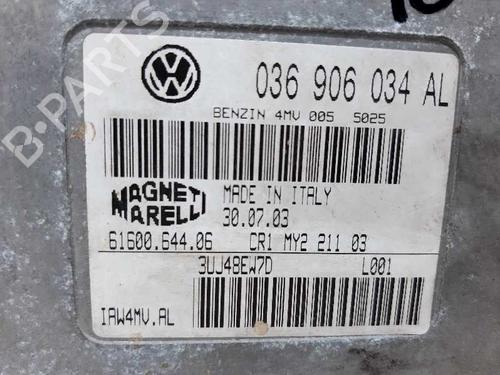 036 906 034 AL
BENZIN 4MV 005 5025
MAGNETI MARELLI
MADE IN ITALY
30.07.03
61600.644.06 CR1 MY2 211 03
3UJ48EW7D L001
IAW4MV.AL
B-PARTS